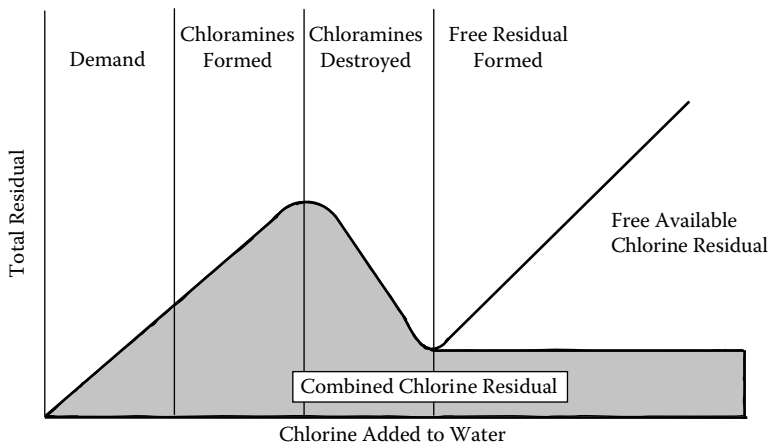 Demand
Chloramines
Formed
Chloramines
Destroyed
Free Residual
Formed
Total Residual
Free Available
Chlorine Residual
Combined Chlorine Residual
Chlorine Added to Water